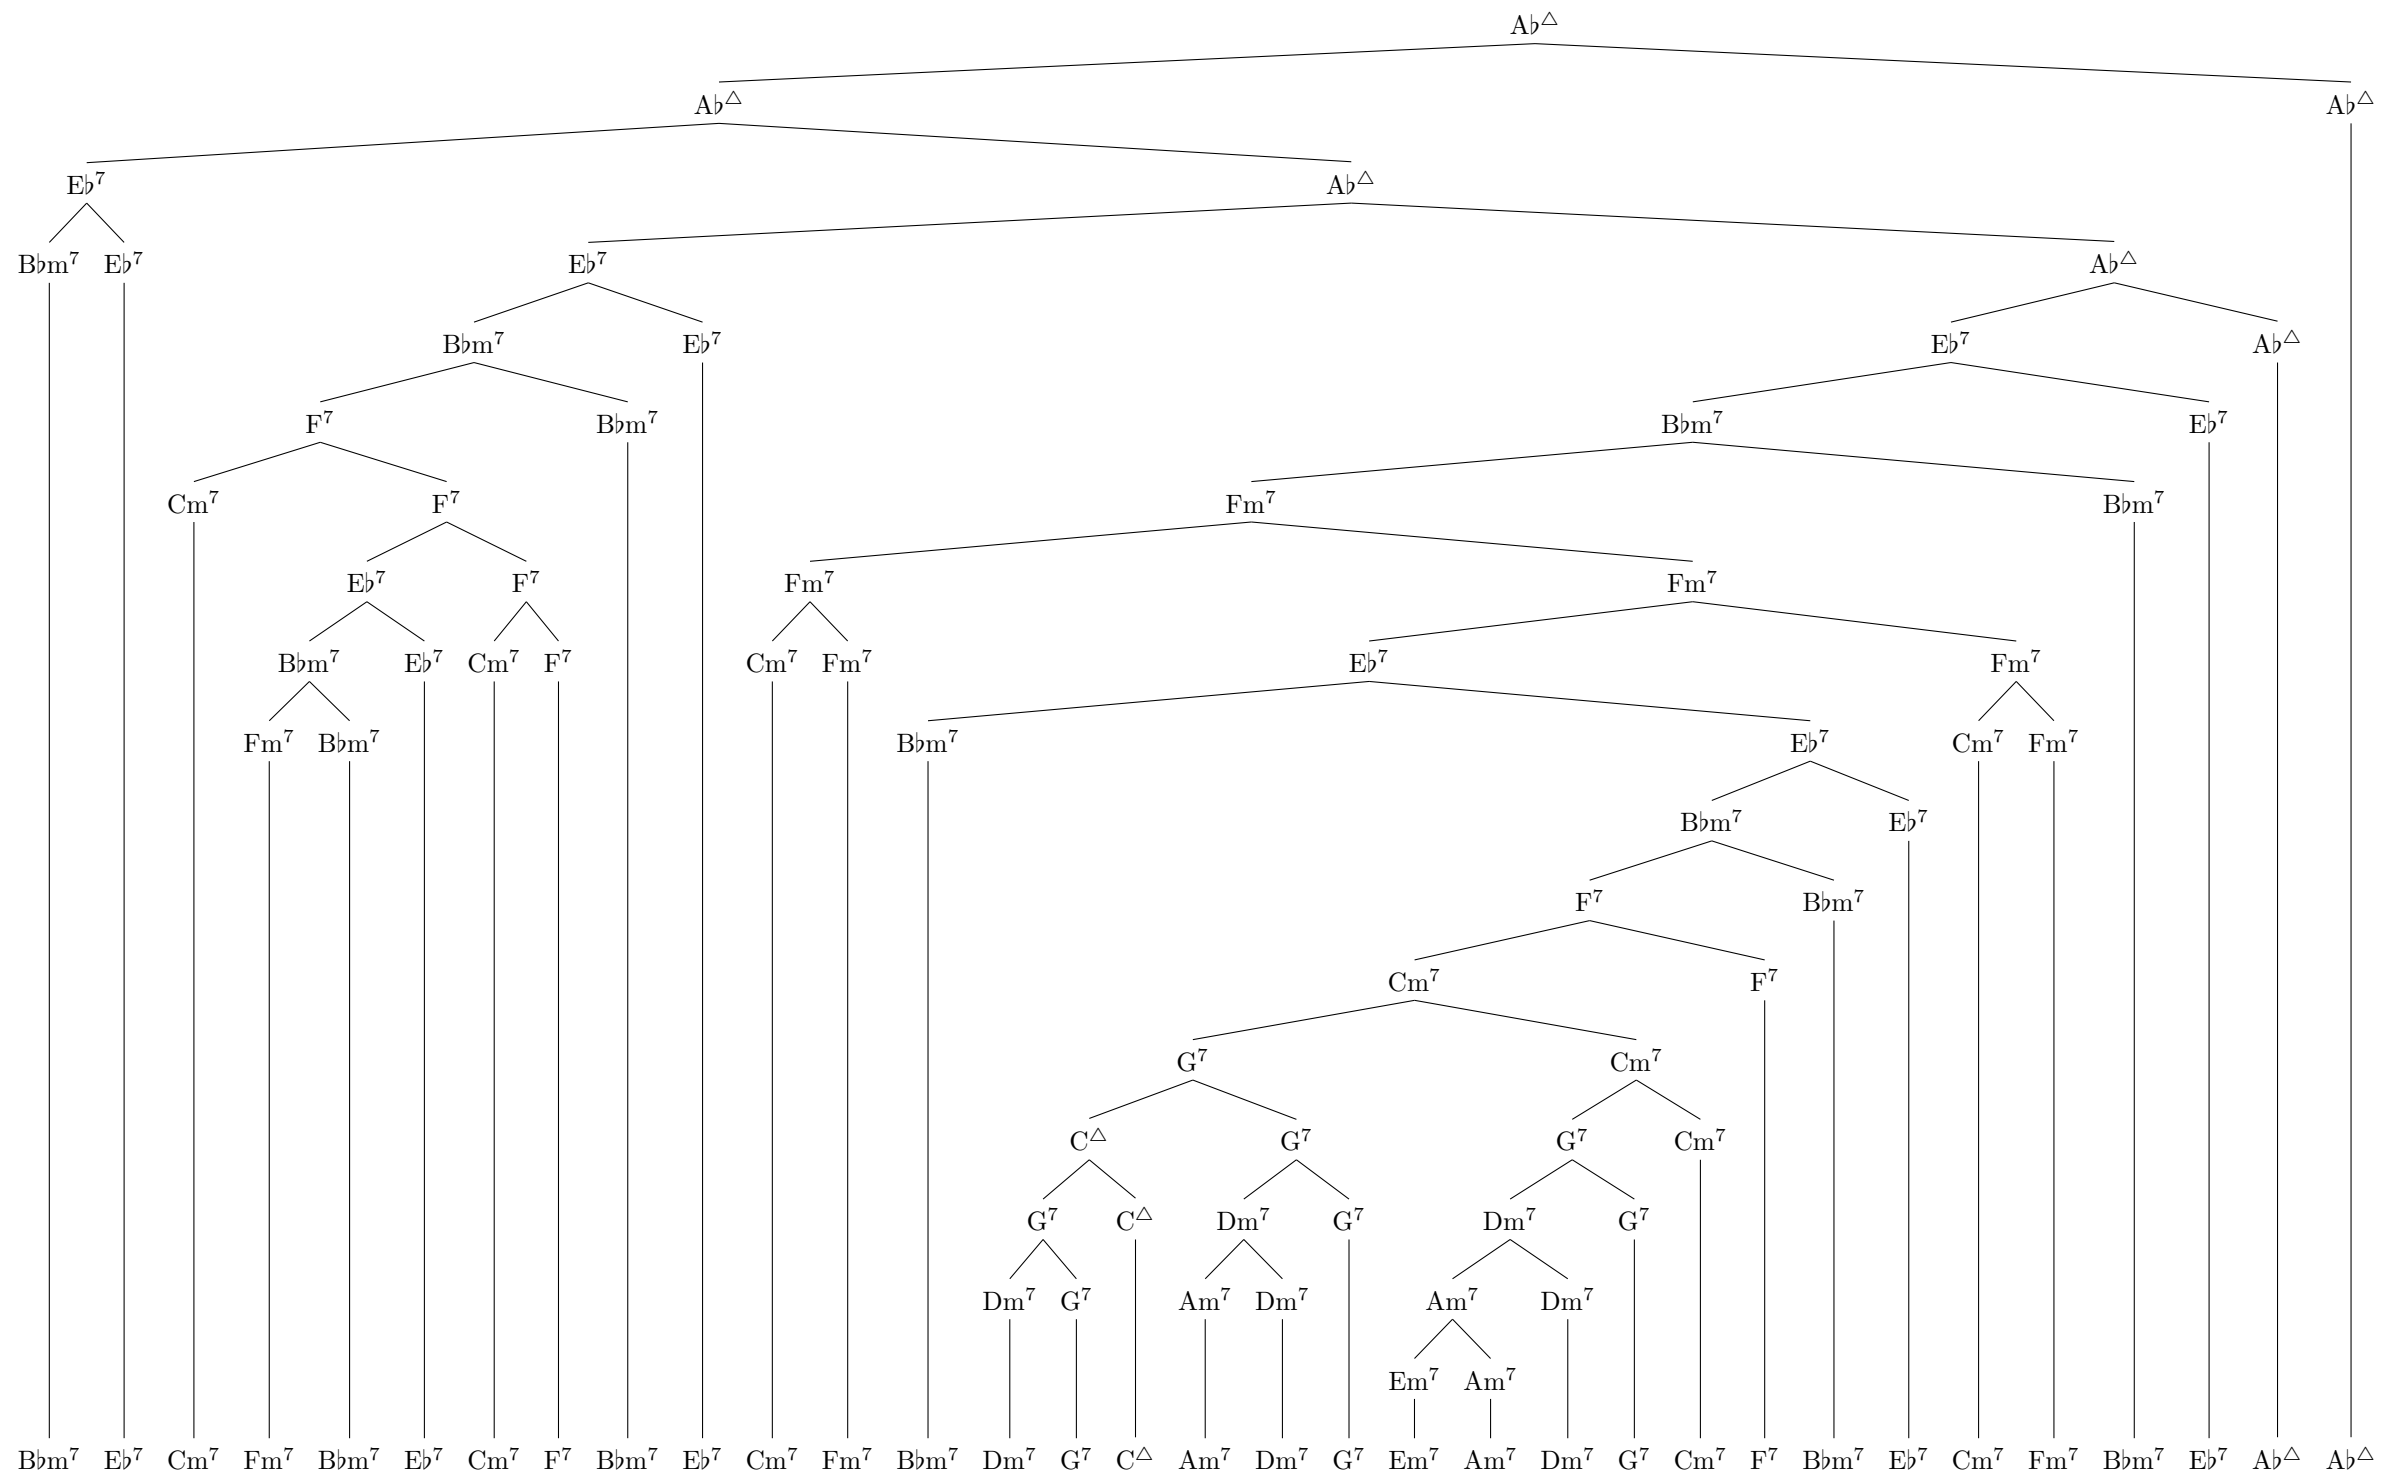 A♭△
A♭△ A♭△
E♭⁷ A♭△
B♭m⁷ E♭⁷ E♭⁷ A♭△
B♭m⁷ E♭⁷ E♭⁷ A♭△
F⁷ B♭m⁷ B♭m⁷ E♭⁷
Cm⁷ F⁷ Fm⁷ B♭m⁷
E♭⁷ F⁷ Fm⁷ Fm⁷
B♭m⁷ E♭⁷ Cm⁷ F⁷ Cm⁷ Fm⁷ E♭⁷ Fm⁷
Fm⁷ B♭m⁷ B♭m⁷ E♭⁷ Cm⁷ Fm⁷
B♭m⁷ E♭⁷
F⁷ B♭m⁷
Cm⁷ F⁷
G⁷ Cm⁷
C△ G⁷ G⁷ Cm⁷
G⁷ C△ Dm⁷ G⁷ Dm⁷ G⁷
Dm⁷ G⁷ Am⁷ Dm⁷ Am⁷ Dm⁷
Em⁷ Am⁷
B♭m⁷ E♭⁷ Cm⁷ Fm⁷ B♭m⁷ E♭⁷ Cm⁷ F⁷ B♭m⁷ E♭⁷ Cm⁷ Fm⁷ B♭m⁷ Dm⁷ G⁷ C△ Am⁷ Dm⁷ G⁷ Em⁷ Am⁷ Dm⁷ G⁷ Cm⁷ F⁷ B♭m⁷ E♭⁷ Cm⁷ Fm⁷ B♭m⁷ E♭⁷ A♭△ A♭△